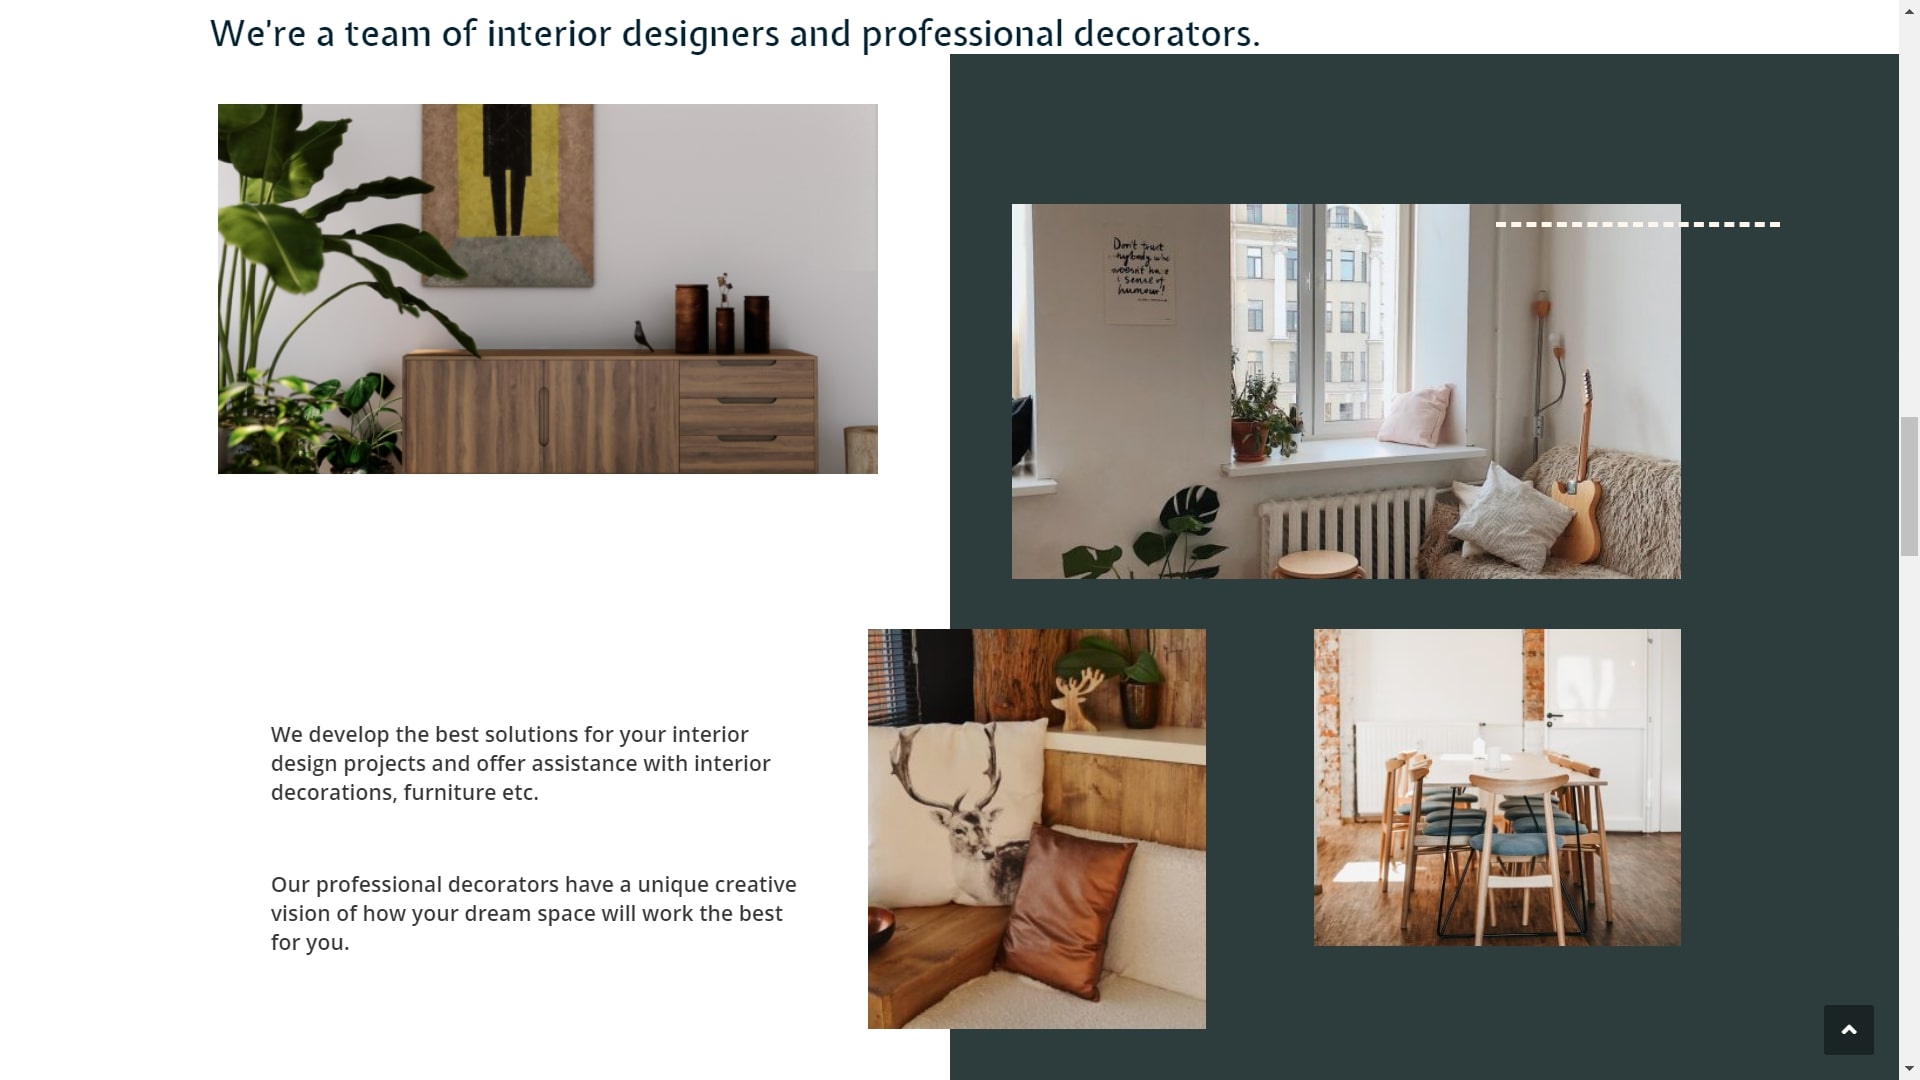 We're a team of interior designers and professional decorators.
Don't trust
nybody who
doesn't have
a sense of
humour!
We develop the best solutions for your interior
design projects and offer assistance with interior
decorations, furniture etc.
Our professional decorators have a unique creative
vision of how your dream space will work the best
for you.